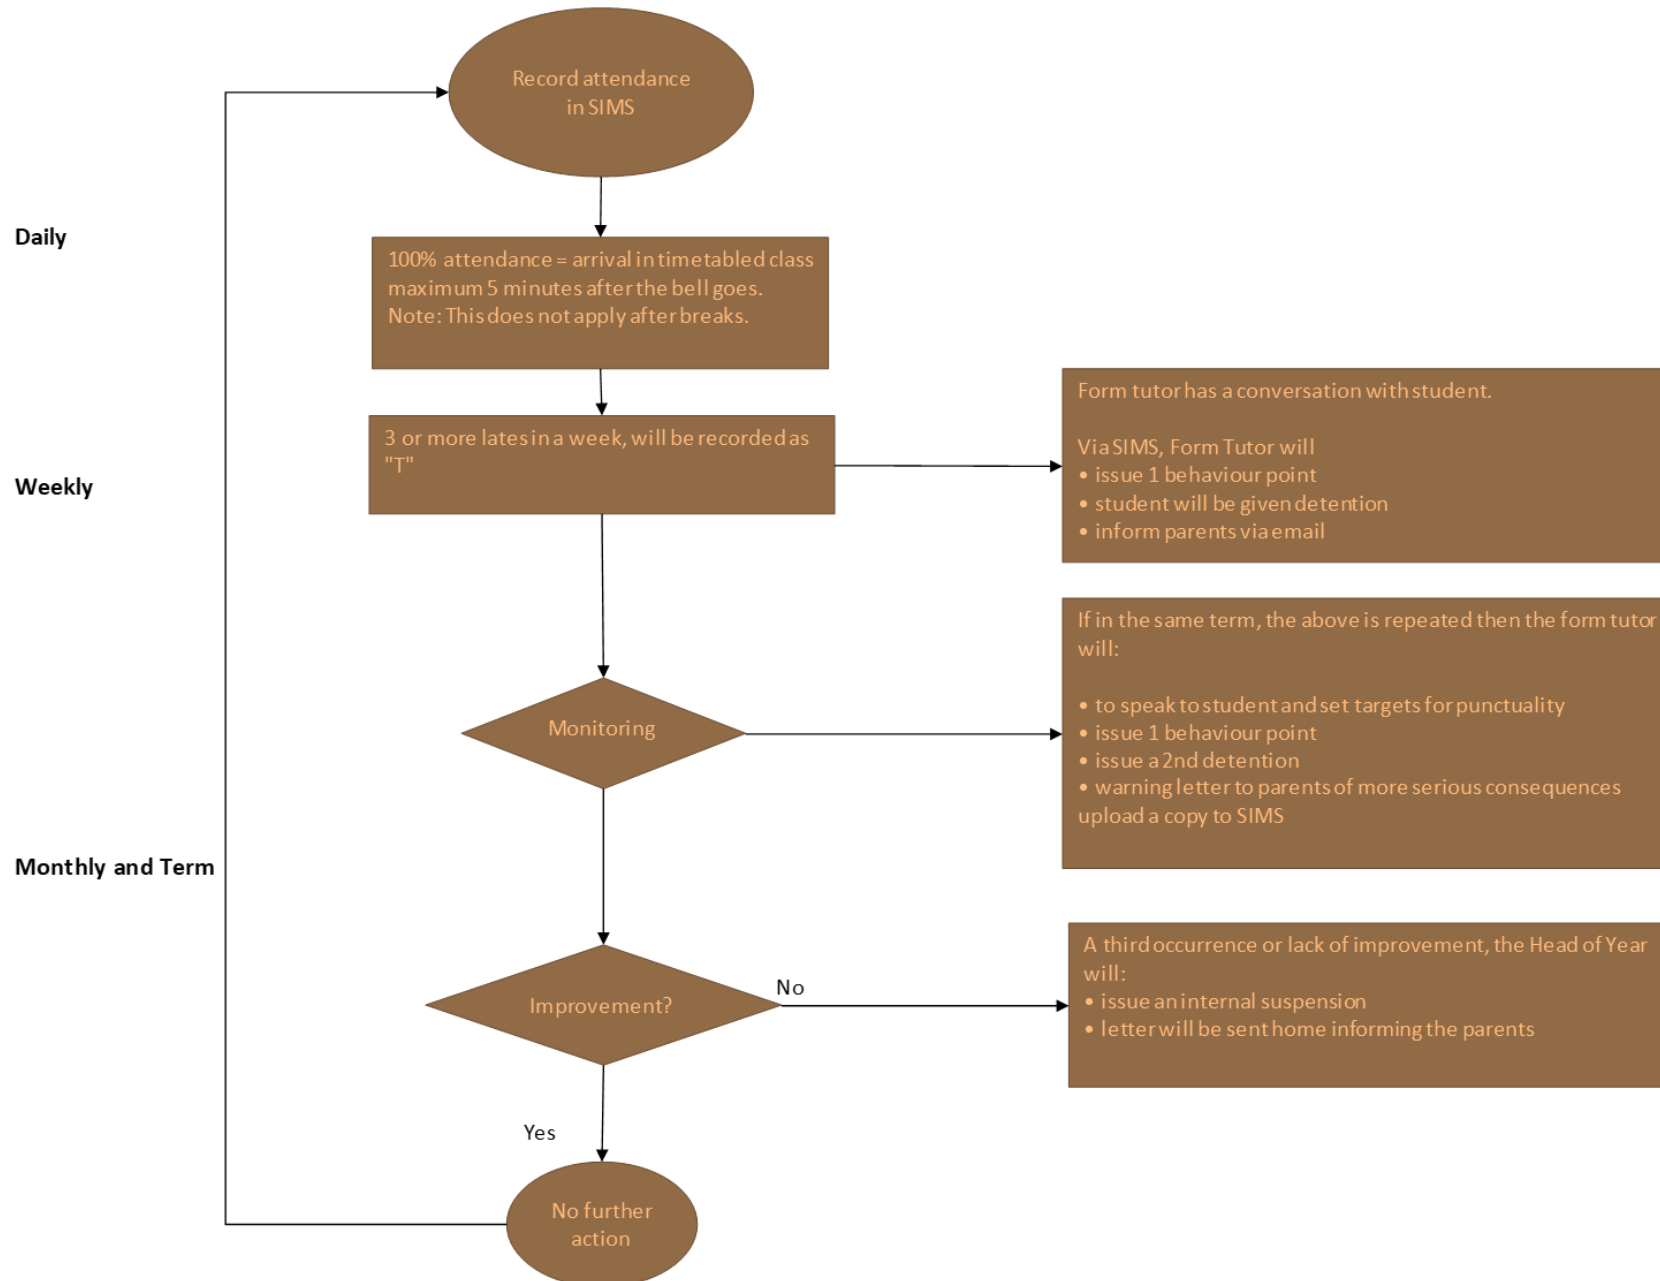 Record attendance
in SIMS
Daily
100% attendance = arrival in timetabled class
maximum 5 minutes after the bell goes.
Note: This does not apply after breaks.
3 or more lates in a week, will be recorded as
"T"
Weekly
Form tutor has a conversation with student.
Via SIMS, Form Tutor will
• issue 1 behaviour point
• student will be given detention
• inform parents via email
Monitoring
If in the same term, the above is repeated then the form tutor
will:
• to speak to student and set targets for punctuality
• issue 1 behaviour point
• issue a 2nd detention
• warning letter to parents of more serious consequences
upload a copy to SIMS
Monthly and Term
Improvement?
No
A third occurrence or lack of improvement, the Head of Year
will:
• issue an internal suspension
• letter will be sent home informing the parents
Yes
No further
action